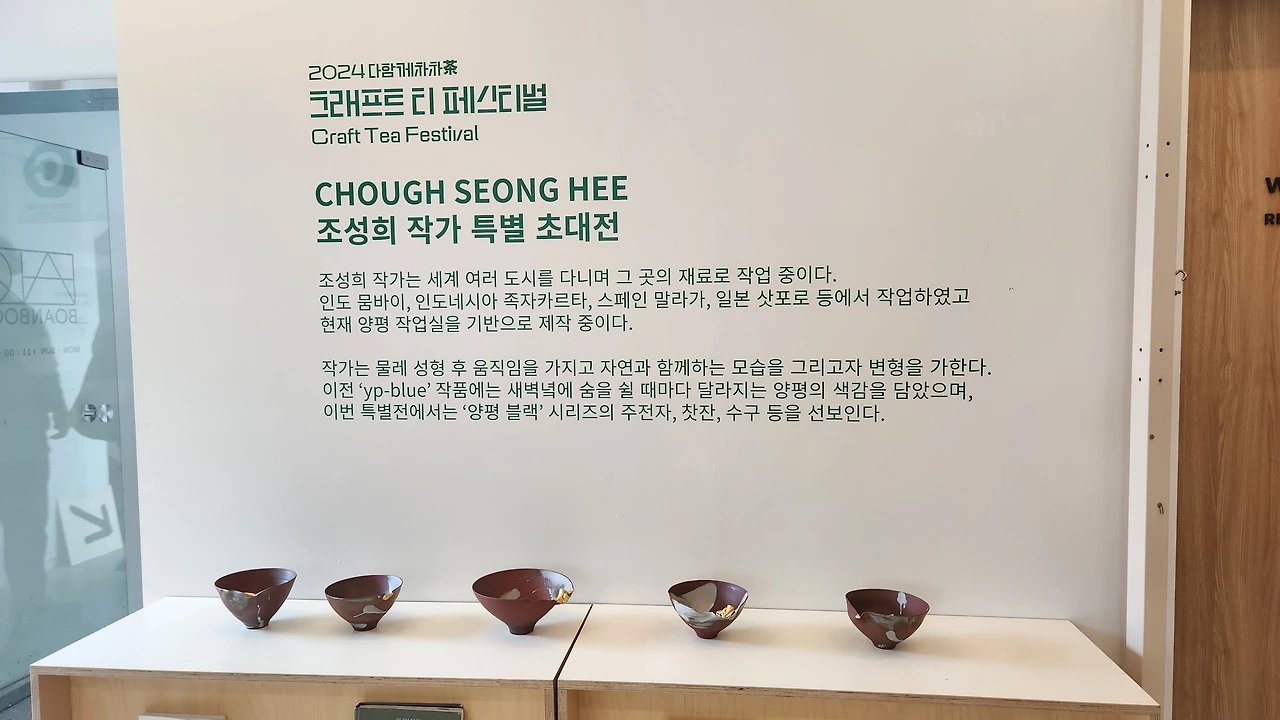 2024 다함께차차茶
크래프트 티 페스티벌
Craft Tea Festival
CHOUGH SEONG HEE
조성희 작가 특별 초대전
조성희 작가는 세계 여러 도시를 다니며 그 곳의 재료로 작업 중이다.
인도 뭄바이, 인도네시아 족자카르타, 스페인 말라가, 일본 삿포로 등에서 작업하였고
현재 양평 작업실을 기반으로 제작 중이다.
작가는 물레 성형 후 움직임을 가지고 자연과 함께하는 모습을 그리고자 변형을 가한다.
이전 ‘yp-blue’ 작품에는 새벽녘에 숨을 쉴 때마다 달라지는 양평의 색감을 담았으며,
이번 특별전에서는 ‘양평 블랙’ 시리즈의 주전자, 찻잔, 수구 등을 선보인다.
BOANBO
MON - SUN